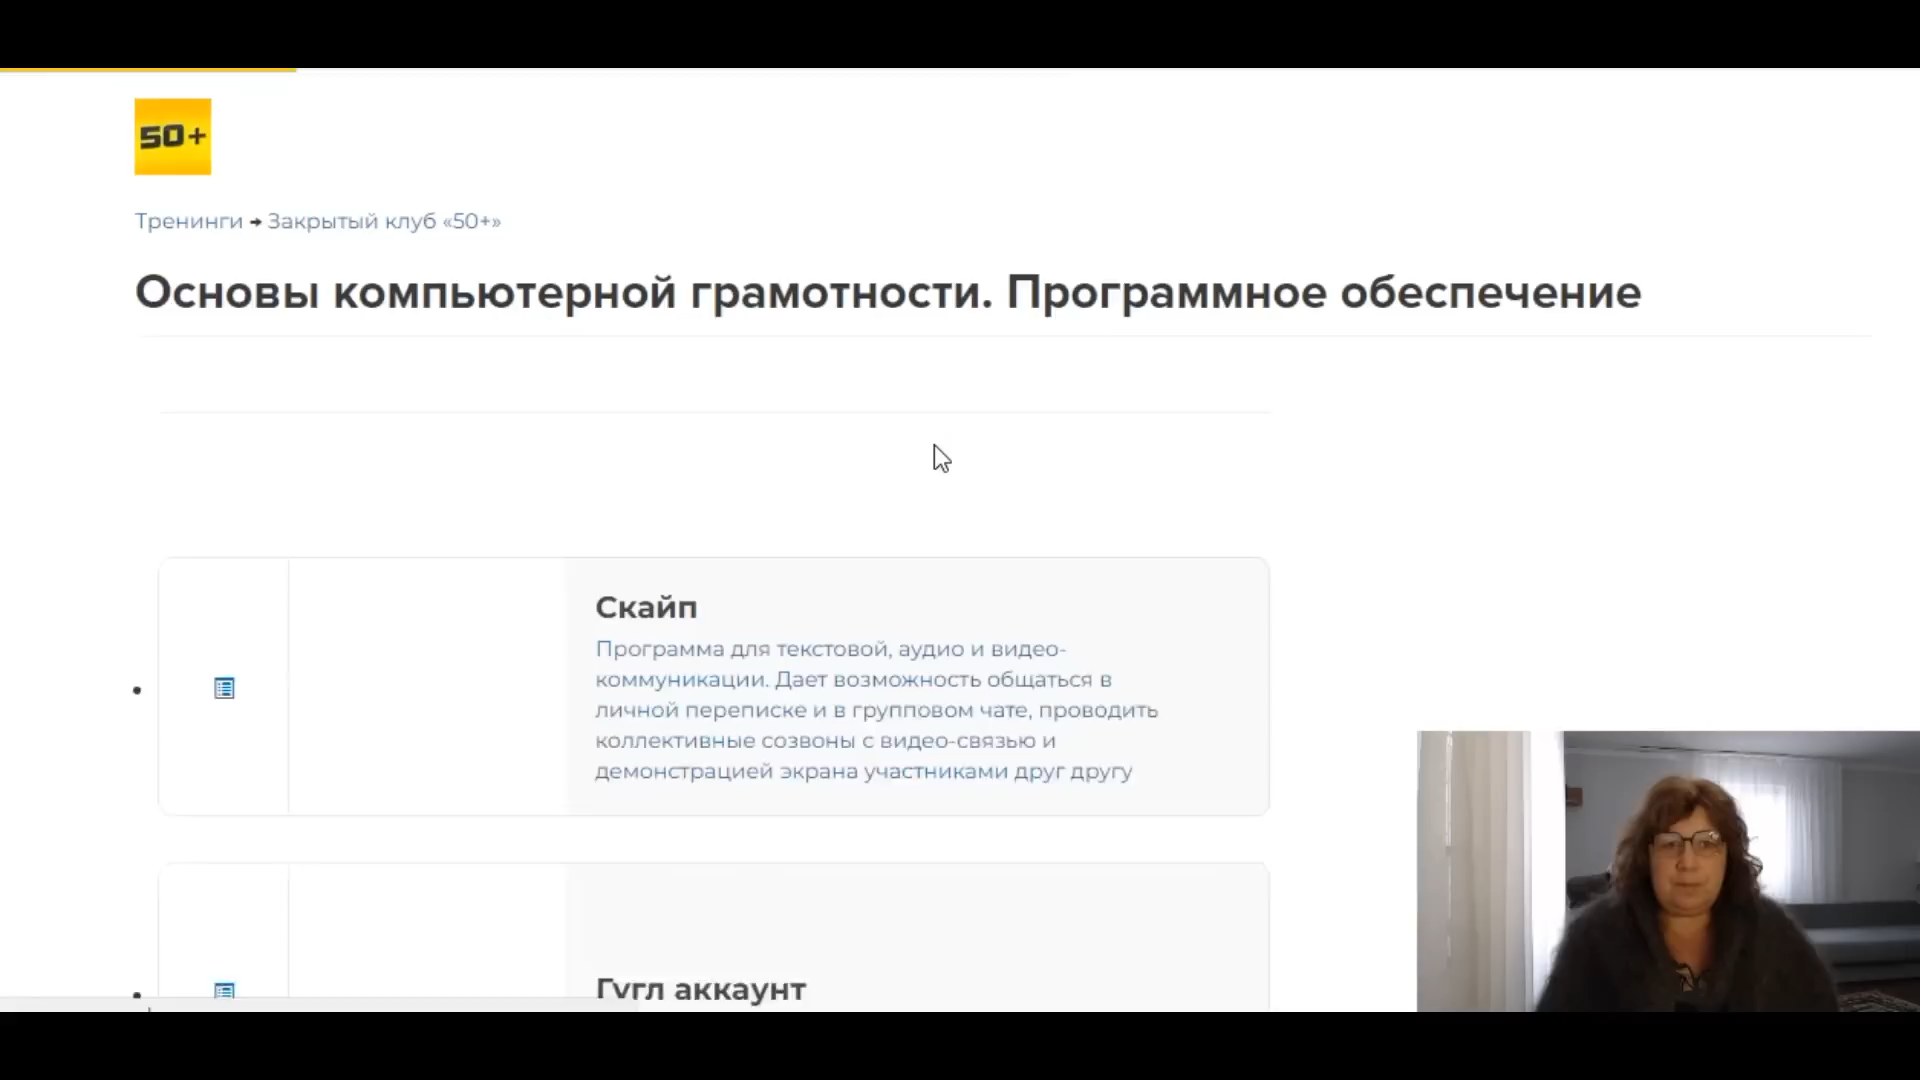 50+
Тренинги → Закрытый клуб «50+»
Основы компьютерной грамотности. Программное обеспечение
Скайп
Программа для текстовой, аудио и видео-
коммуникации. Дает возможность общаться в
личной переписке и в групповом чате, проводить
коллективные созвоны с видео-связью и
демонстрацией экрана участниками друг другу
Гугл аккаунт